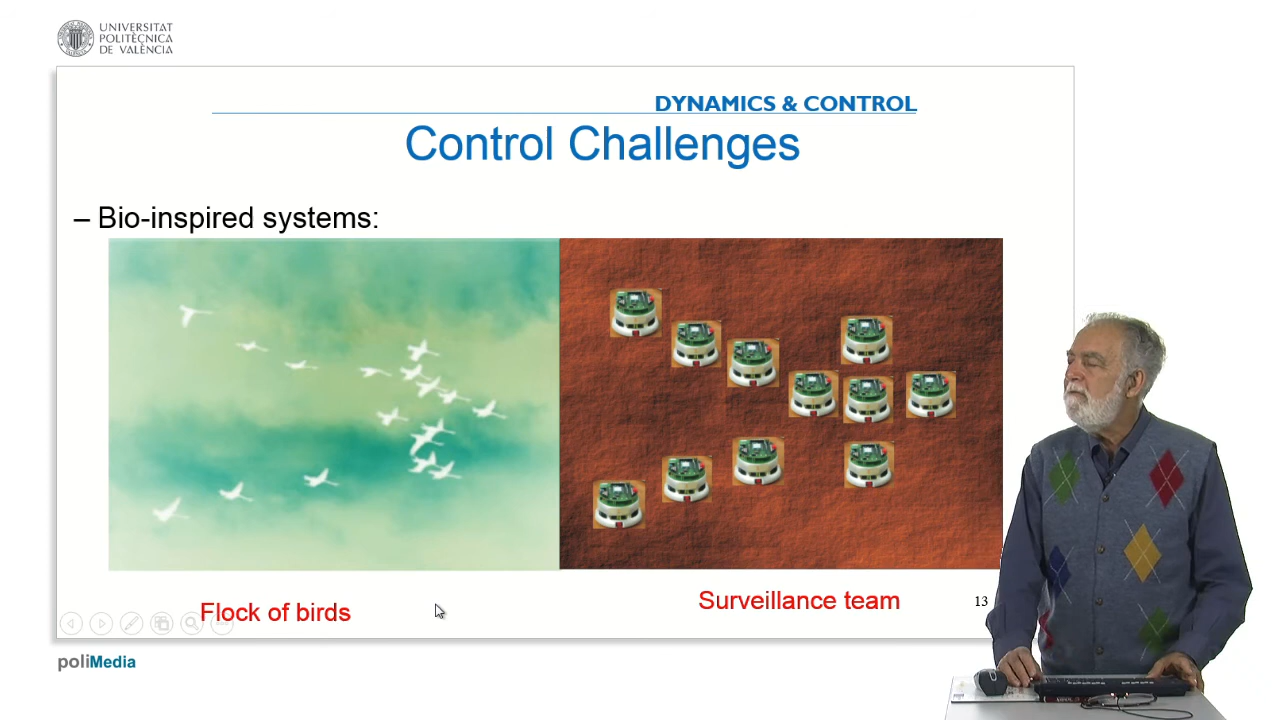 UNIVERSITAT
POLITÈCNICA
DE VALÈNCIA
DYNAMICS & CONTROL
Control Challenges
– Bio-inspired systems:
Flock of birds
Surveillance team
13
poliMedia